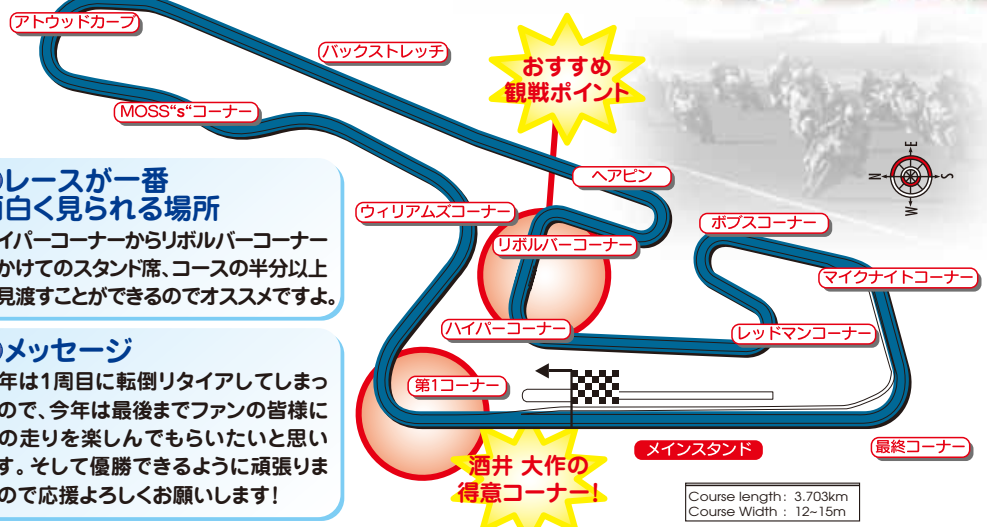 アトウッドカーブ
バックストレッチ
おすすめ
観戦ポイント
MOSS“s“コーナー
N
E
S
W
ヘアピン
ウィリアムズコーナー
リボルバーコーナー
ボブスコーナー
マイクナイトコーナー
ハイパーコーナー
レッドマンコーナー
第1コーナー
酒井 大作の
得意コーナー!
メインスタンド
最終コーナー
Course length: 3.703km
Course Width : 12~15m
レースが一番
白く見られる場所
イパーコーナーからリボルバーコーナー
かけてのスタンド席、コースの半分以上
見渡すことができるのでオススメですよ。
メッセージ
年は1周目に転倒リタイアしてしまっ
ので、今年は最後までファンの皆様に
の走りを楽しんでもらいたいと思い
す。そして優勝できるように頑張りま
ので応援よろしくお願いします!